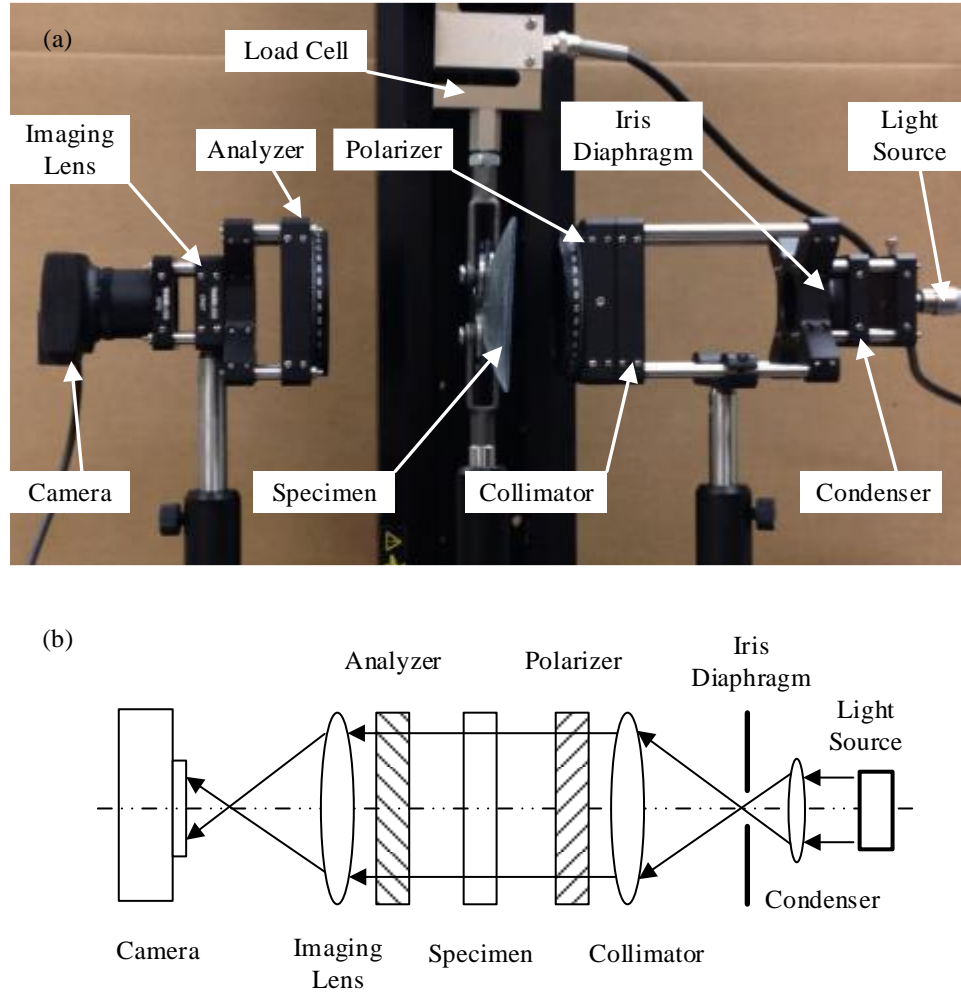 (a)
Load Cell
Imaging
Lens
Analyzer
Polarizer
Iris
Diaphragm
Light
Source
Camera
Specimen
Collimator
Condenser
(b)
Analyzer
Polarizer
Iris
Diaphragm
Light
Source
Camera
Imaging
Lens
Specimen
Collimator
Condenser